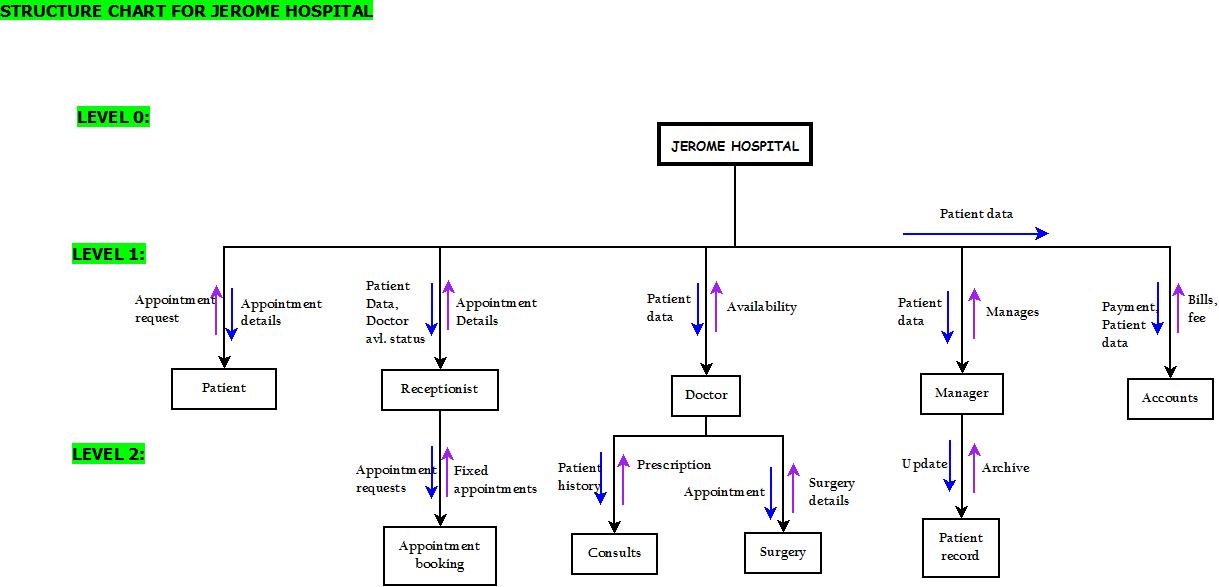 STRUCTURE CHART FOR JEROME HOSPITAL
LEVEL 0:
JEROME HOSPITAL
Patient data
LEVEL 1:
Appointment
request
Appointment
details
Patient
Data,
Doctor
avl. status
Appointment
Details
Patient
data
Availability
Patient
data
Manages
Payment,
Patient
data
Bills,
fee
Patient
Receptionist
Doctor
Manager
Accounts
LEVEL 2:
Appointment
requests
Fixed
appointments
Patient
history
Prescription
Appointment
Surgery
details
Update
Archive
Appointment
booking
Consults
Surgery
Patient
record